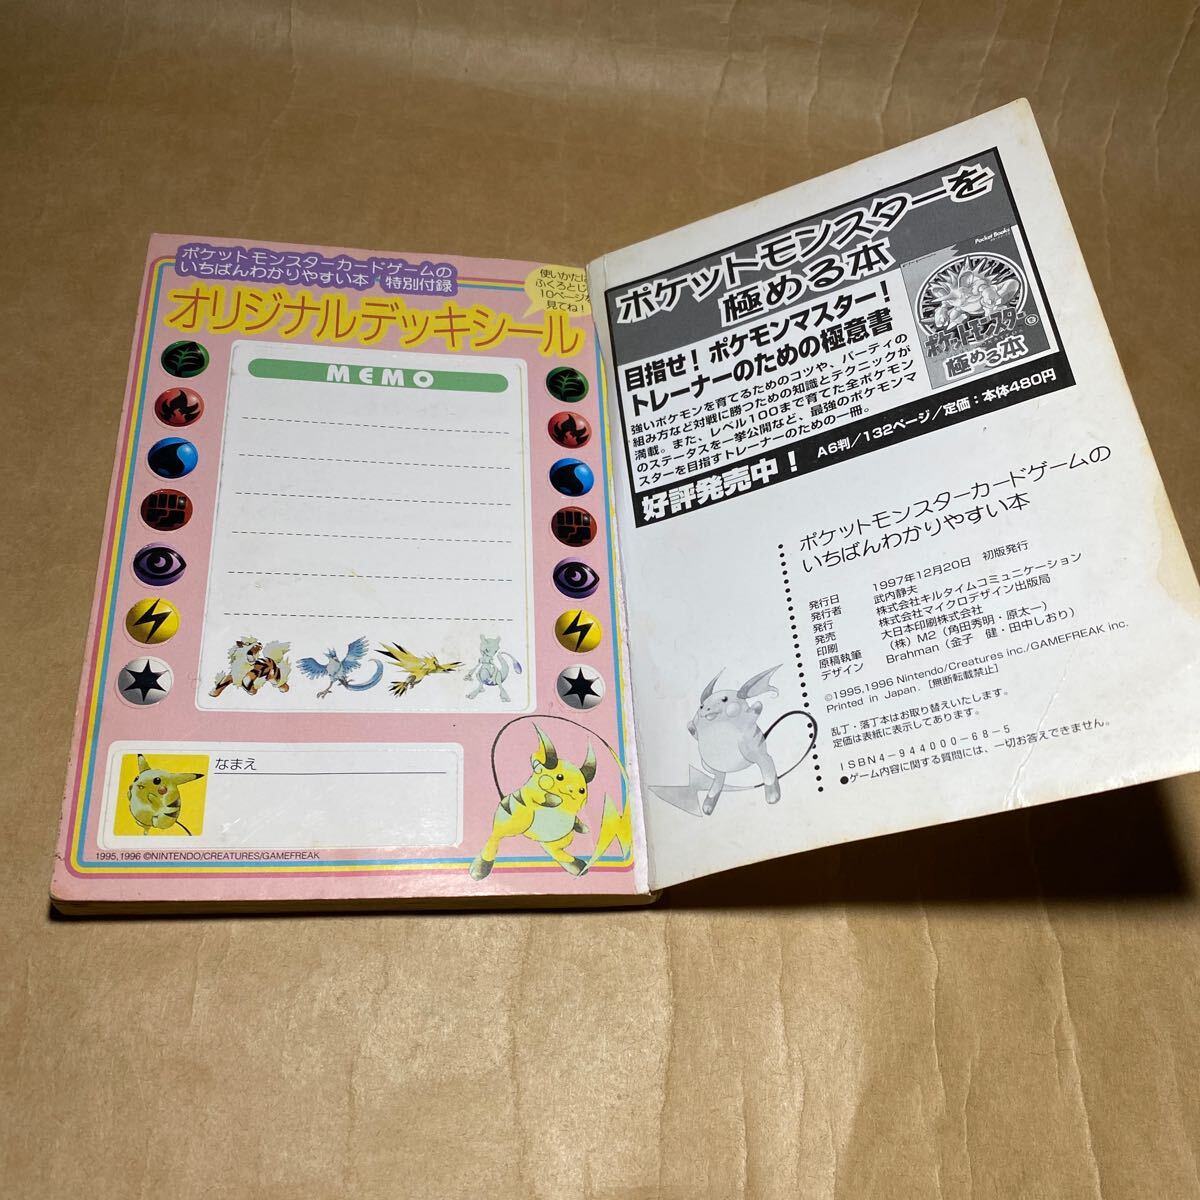 ポケットモンスターカードゲームの
いちばんわかりやすい本 特別付録
オリジナルデッキシール
使いかたは
ふくろとじ
10ページを
見てね!
MEMO
なまえ
1995,1996 ©NINTENDO/CREATURES/GAMEFREAK
ポケットモンスターを
極める本
目指せ!ポケモンマスター!
トレーナーのための極意書
強いポケモンを育てるためのコツや、パーティの
組み方など対戦に勝つための知識とテクニックが
満載。また、レベル100まで育てた全ポケモン
のステータスを一挙公開など、最強のポケモンマ
スターを目指すトレーナーのための一冊。
A6判/132ページ/定価:本体480円
好評発売中!
Pocket Books
ポケットモンスター
極める本
ポケットモンスターカードゲームの
いちばんわかりやすい本
発行日 1997年12月20日 初版発行
発行者 武内静夫
発行 株式会社キルタイムコミュニケーション
発売 株式会社マイクロデザイン出版局
印刷 大日本印刷株式会社
原稿執筆 (株)M2(角田秀明・原太一)
デザイン Brahman(金子 健・田中しおり)
©1995,1996 Nintendo/Creatures Inc./GAMEFREAK inc.
Printed in Japan. [無断転載禁止]
乱丁・落丁本はお取り替えいたします。
定価は表紙に表示してあります。
ISBN4-944000-68-5
●ゲーム内容に関する質問には、一切お答えできません。